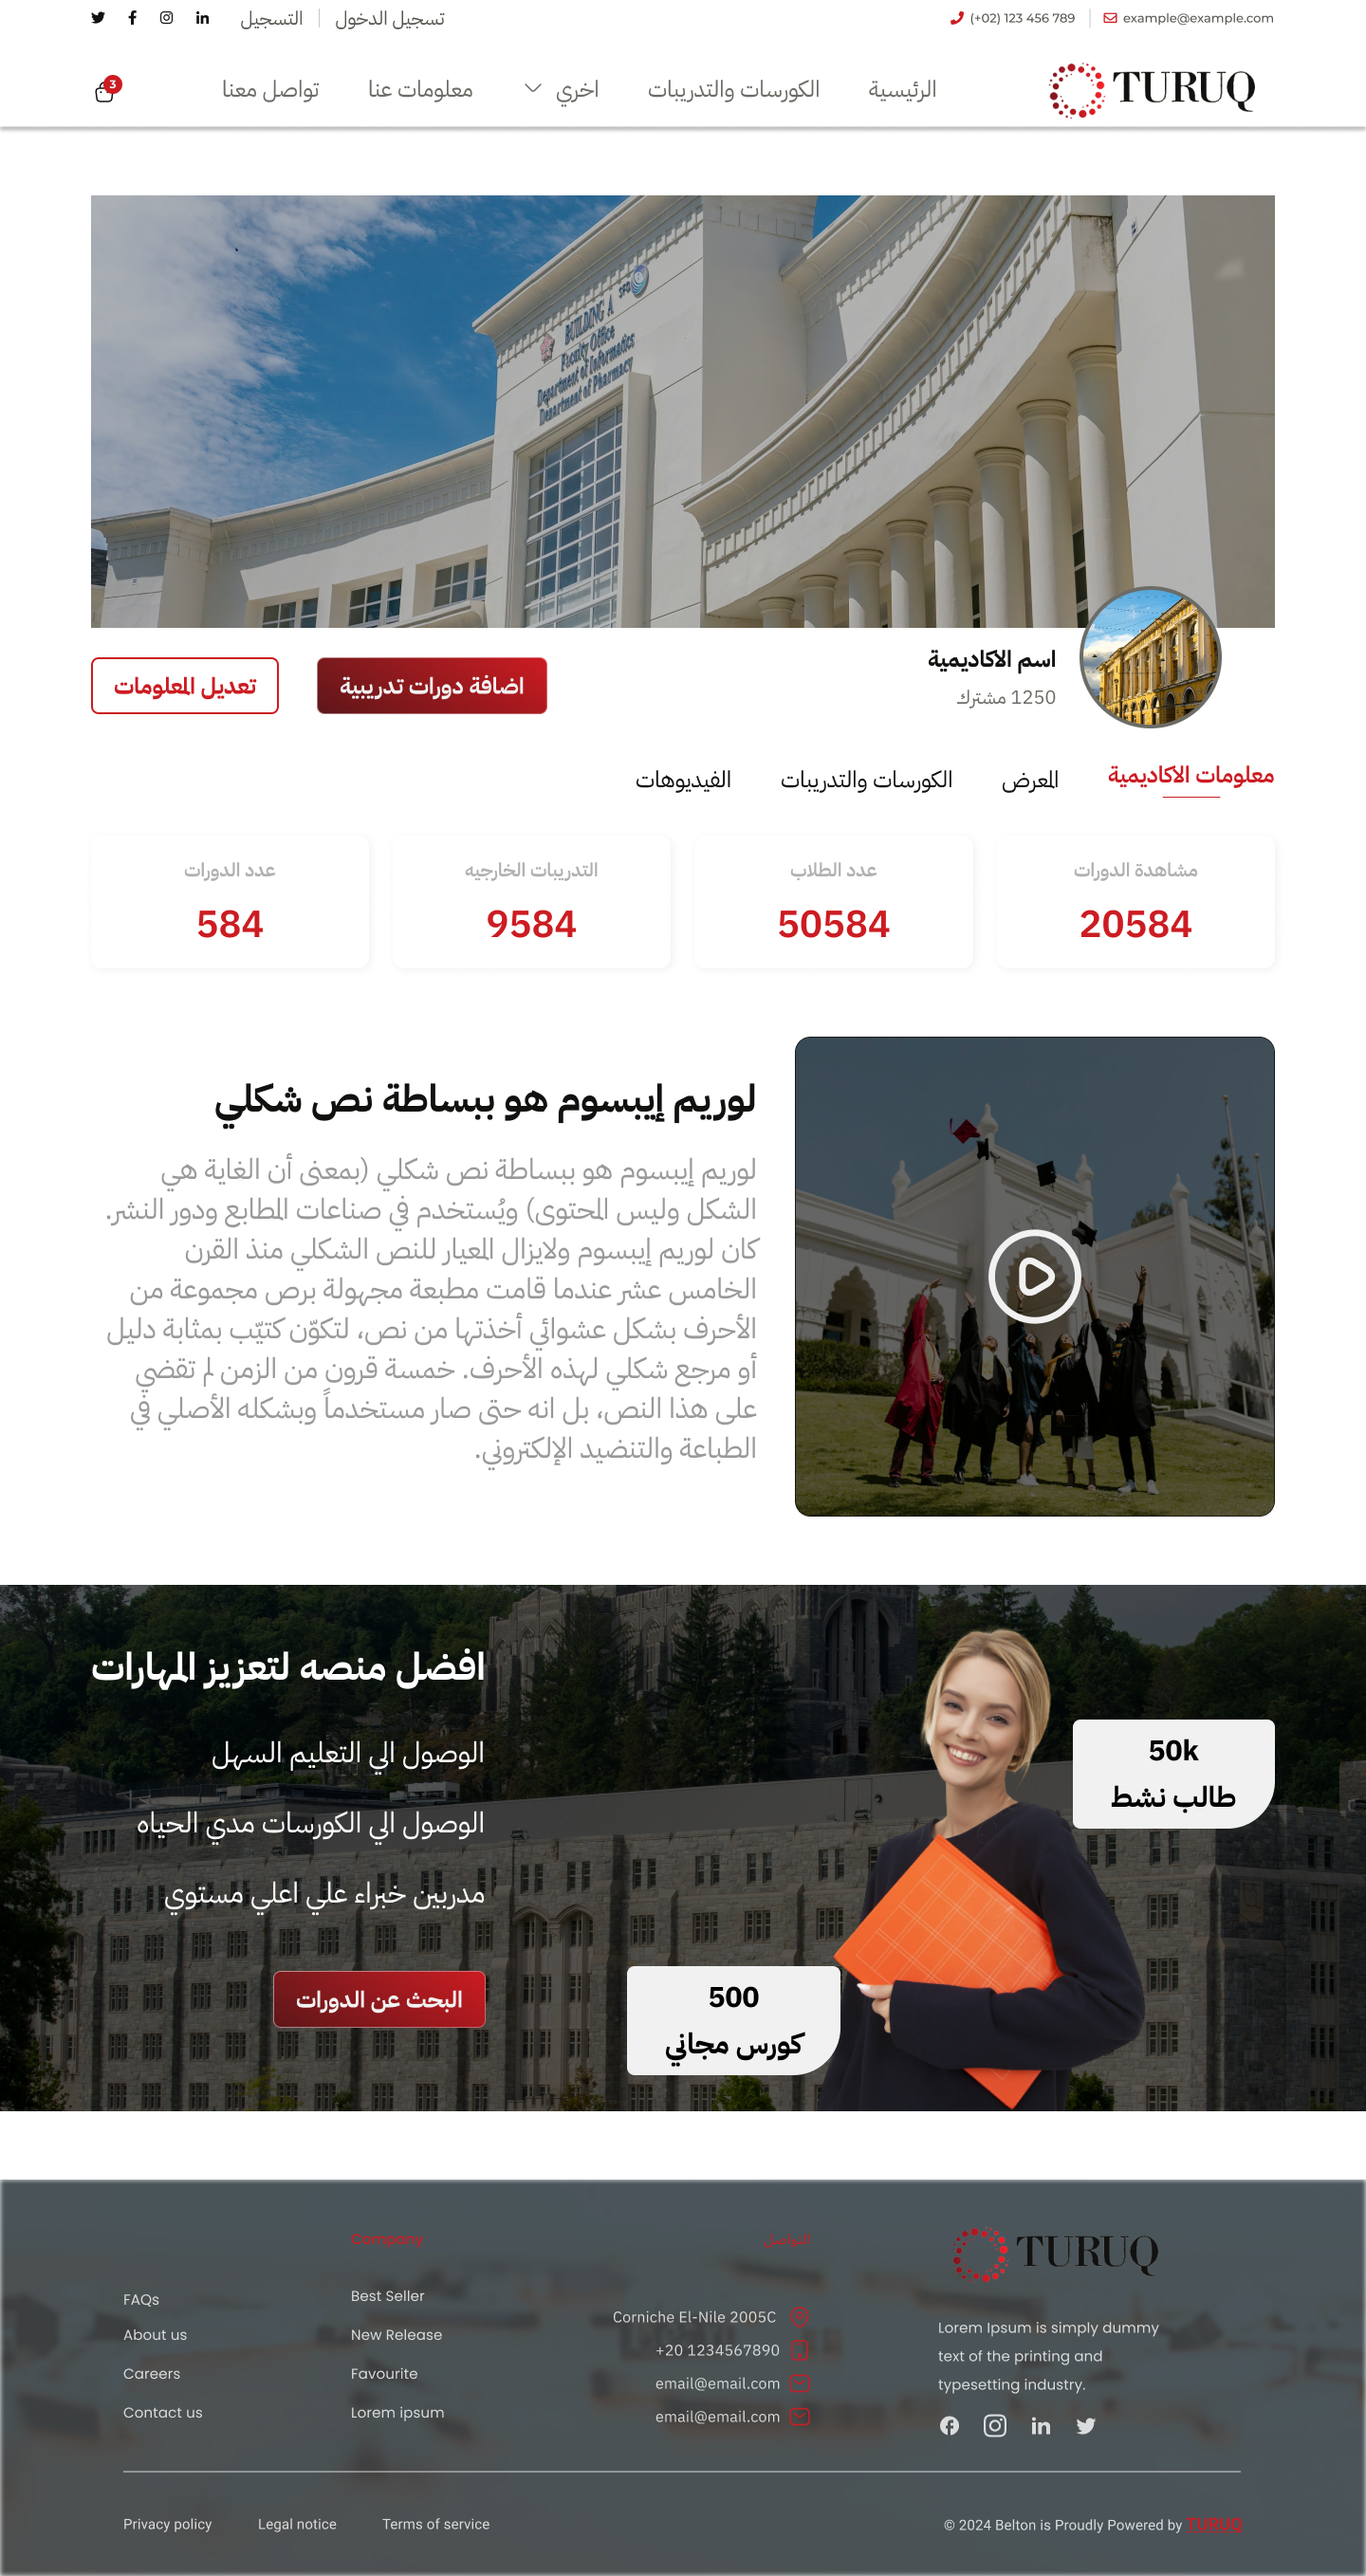 example@example.com
(+02) 123 456 789
تسجيل الدخول
التسجيل
TURUQ
الرئيسية
الكورسات والتدريبات
اخري
معلومات عنا
تواصل معنا
3
BUILDING A
Faculty Office
Department of Informatics
Department of Pharmacy
اسم الاكاديمية
1250 مشترك
اضافة دورات تدريبية
تعديل المعلومات
معلومات الاكاديمية
المعرض
الكورسات والتدريبات
الفيديوهات
مشاهدة الدورات
20584
عدد الطلاب
50584
التدريبات الخارجيه
9584
عدد الدورات
584
لوريم إيبسوم هو ببساطة نص شكلي
لوريم إيبسوم هو ببساطة نص شكلي (بمعنى أن الغاية هي
الشكل وليس المحتوى) ويُستخدم في صناعات المطابع ودور النشر.
كان لوريم إيبسوم ولايزال المعيار للنص الشكلي منذ القرن
الخامس عشر عندما قامت مطبعة مجهولة برص مجموعة من
الأحرف بشكل عشوائي أخذتها من نص، لتكوّن كتيّب بمثابة دليل
أو مرجع شكلي لهذه الأحرف. خمسة قرون من الزمن لم تقضي
على هذا النص، بل انه حتى صار مستخدماً وبشكله الأصلي في
الطباعة والتنضيد الإلكتروني.
افضل منصه لتعزيز المهارات
الوصول الي التعليم السهل
الوصول الي الكورسات مدي الحياه
مدربين خبراء علي اعلي مستوي
البحث عن الدورات
50k
طالب نشط
500
كورس مجاني
TURUQ
Lorem Ipsum is simply dummy
text of the printing and
typesetting industry.
Corniche El-Nile 2005C
+20 1234567890
email@email.com
email@email.com
Company
Best Seller
New Release
Favourite
Lorem ipsum
FAQs
About us
Careers
Contact us
© 2024 Belton is Proudly Powered by TURUQ
Privacy policy
Legal notice
Terms of service